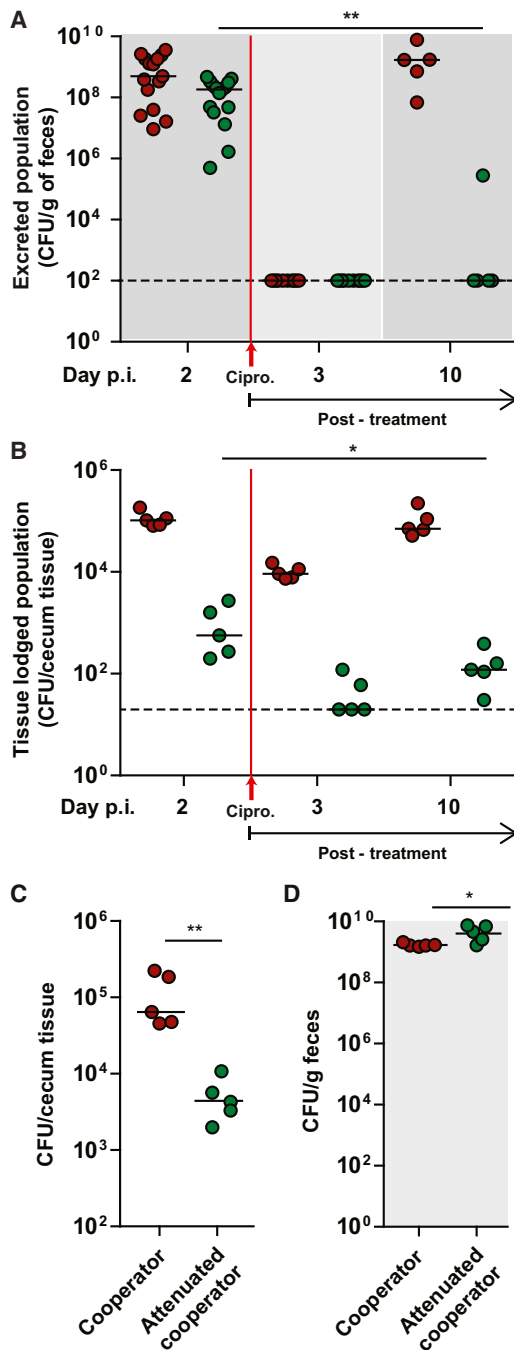 A
**
Excreted population
(CFU/g of feces)
10^10
10^8
10^6
10^4
10^2
10^0
Day p.i. 2 Cipro. 3 10
Post - treatment
B
*
Tissue lodged population
(CFU/cecum tissue)
10^6
10^4
10^2
10^0
Day p.i. 2 Cipro. 3 10
Post - treatment
C
**
CFU/cecum tissue
10^6
10^5
10^4
10^3
10^2
Cooperator
Attenuated
cooperator
D
*
CFU/g feces
10^10
10^8
10^6
10^4
10^2
10^0
Cooperator
Attenuated
cooperator